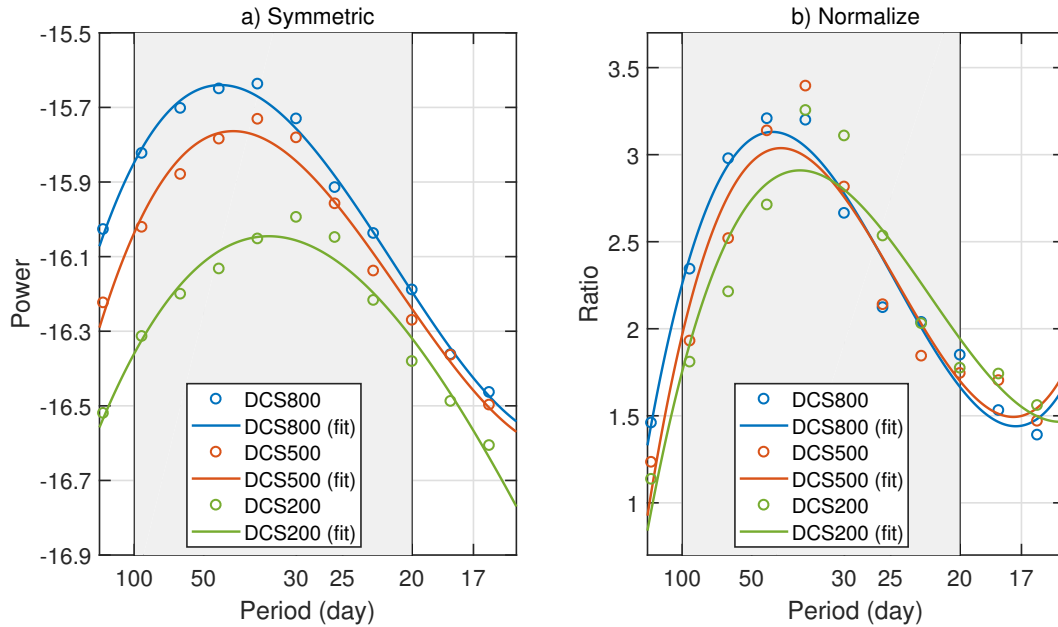 a) Symmetric
-15.5
-15.7
-15.9
-16.1
-16.3
-16.5
-16.7
-16.9
Power
DCS800
DCS800 (fit)
DCS500
DCS500 (fit)
DCS200
DCS200 (fit)
100 50 30 25 20 17
Period (day)
b) Normalize
3.5
3
2.5
2
1.5
1
Ratio
DCS800
DCS800 (fit)
DCS500
DCS500 (fit)
DCS200
DCS200 (fit)
100 50 30 25 20 17
Period (day)